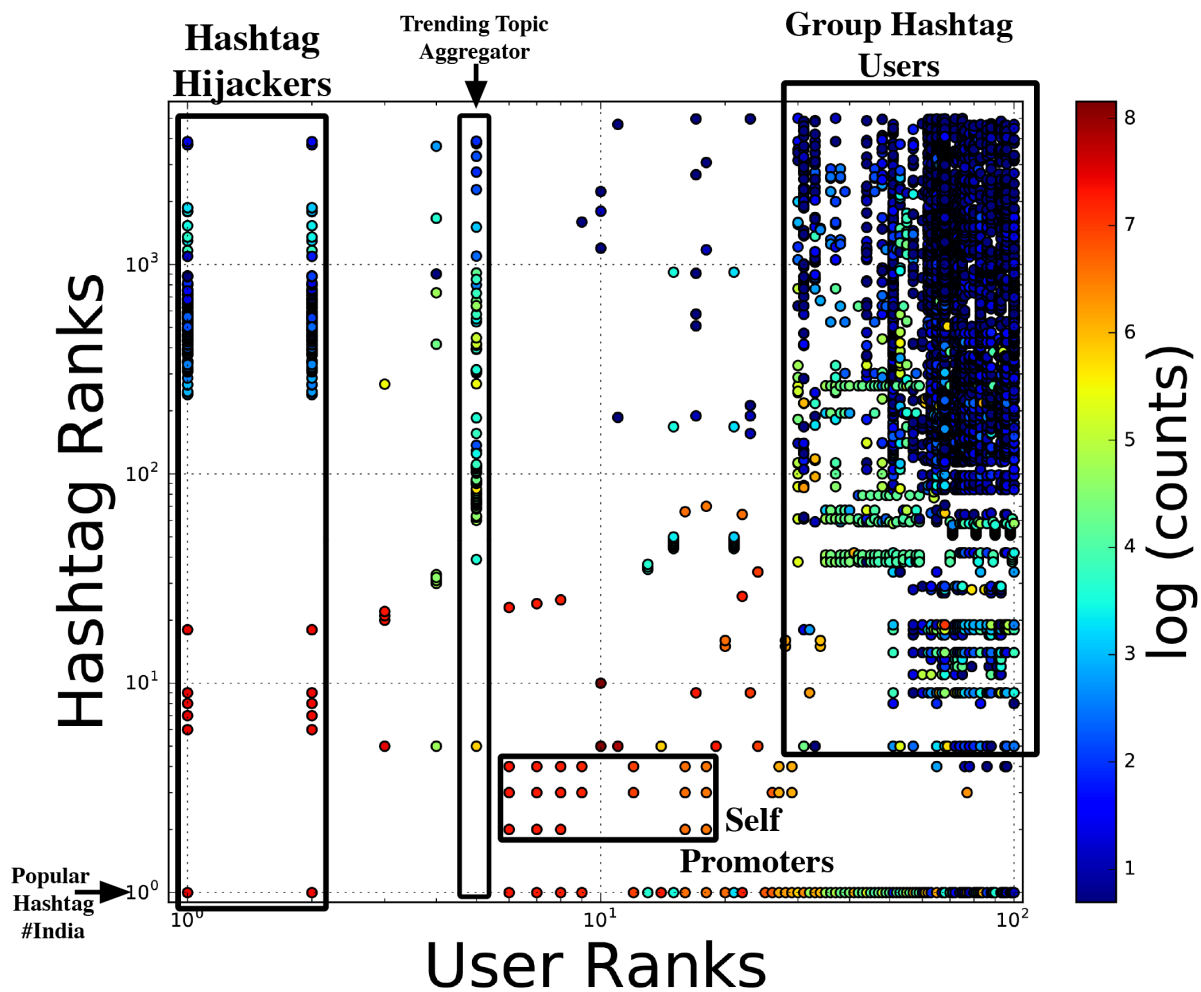 Hashtag
Hijackers
Trending Topic
Aggregator
Group Hashtag
Users
Hashtag Ranks
10³
10²
10¹
10⁰
Popular
Hashtag
#India
Self
Promoters
10⁰
10¹
10²
User Ranks
8
7
6
5
4
3
2
1
log (counts)